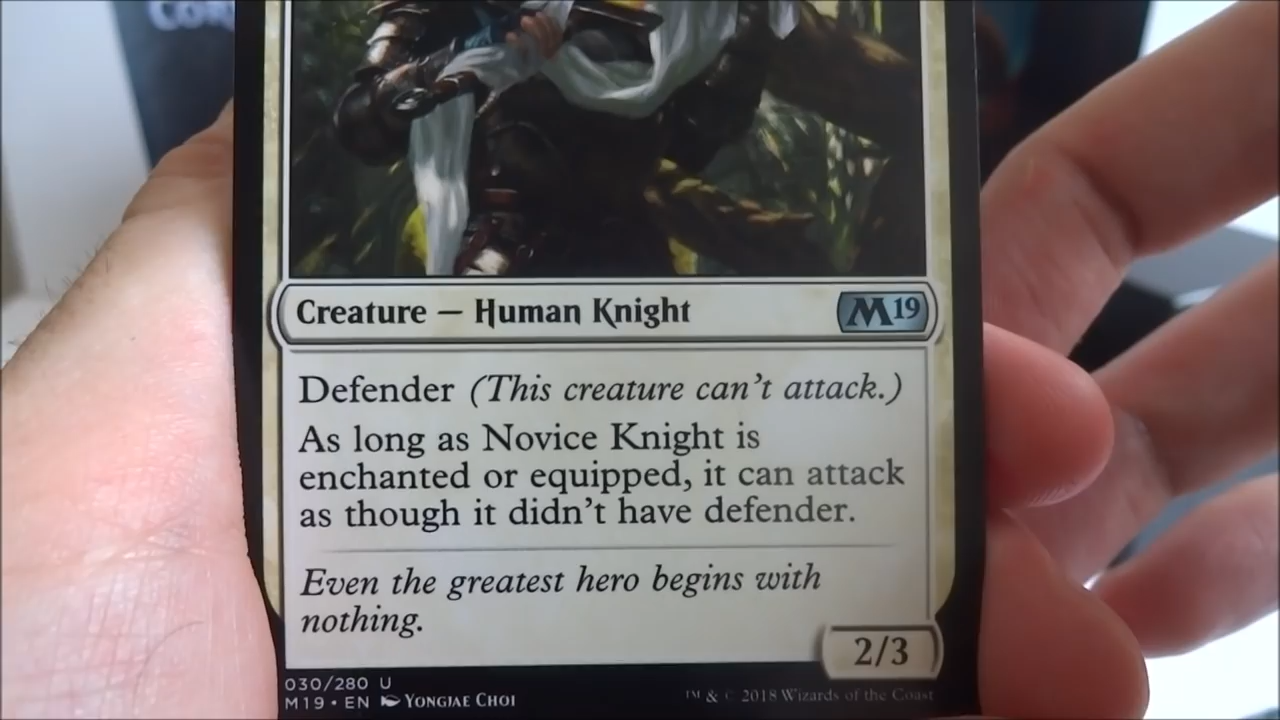 Creature — Human Knight
M19
Defender (This creature can't attack.)
As long as Novice Knight is
enchanted or equipped, it can attack
as though it didn't have defender.
Even the greatest hero begins with
nothing.
2/3
030/280 U
M19 • EN Yongjae Choi
™ & © 2018 Wizards of the Coast